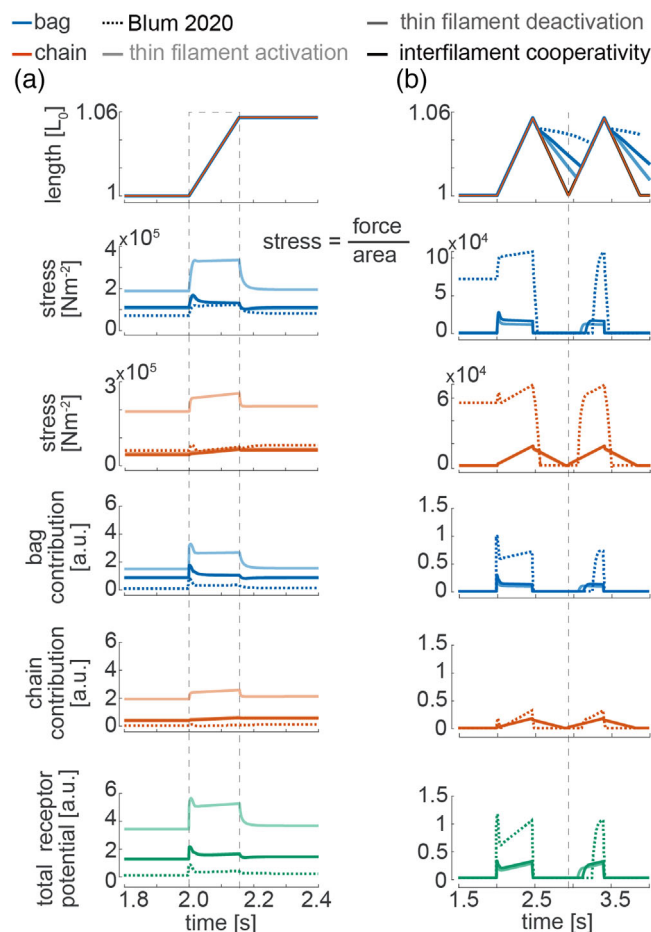 bag Blum 2020 thin filament deactivation
chain thin filament activation interfilament cooperativity
(a) (b)
length [L0]
1.06
1
1.06
1
stress = force
area
stress [Nm-2]
x10^5
4
2
0
x10^4
10
5
0
stress [Nm-2]
x10^5
3
0
x10^4
6
0
bag
contribution
[a.u.]
6
4
2
0
1.5
1
0.5
0
chain
contribution
[a.u.]
6
4
2
0
1.5
1
0.5
0
total receptor
potential [a.u.]
6
4
2
0
1.5
1
0.5
0
1.8 2.0 2.2 2.4
time [s]
1.5 2.5 3.5
time [s]